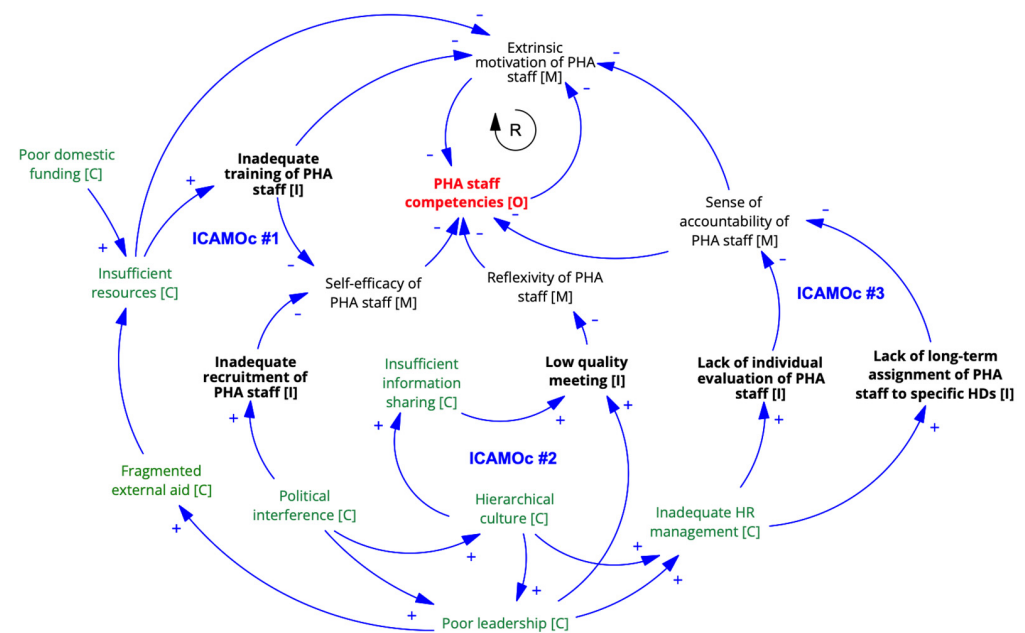 Extrinsic
motivation of PHA
staff [M]
R
Poor domestic
funding [C]
Inadequate
training of PHA
staff [I]
PHA staff
competencies [O]
Sense of
accountability of
PHA staff [M]
ICAMOc #1
Insufficient
resources [C]
Self-efficacy of
PHA staff [M]
Reflexivity of PHA
staff [M]
ICAMOc #3
Inadequate
recruitment of
PHA staff [I]
Insufficient
information
sharing [C]
Low quality
meeting [I]
Lack of individual
evaluation of PHA
staff [I]
Lack of long-term
assignment of PHA
staff to specific HDs [I]
ICAMOc #2
Fragmented
external aid [C]
Political
interference [C]
Hierarchical
culture [C]
Inadequate HR
management [C]
Poor leadership [C]